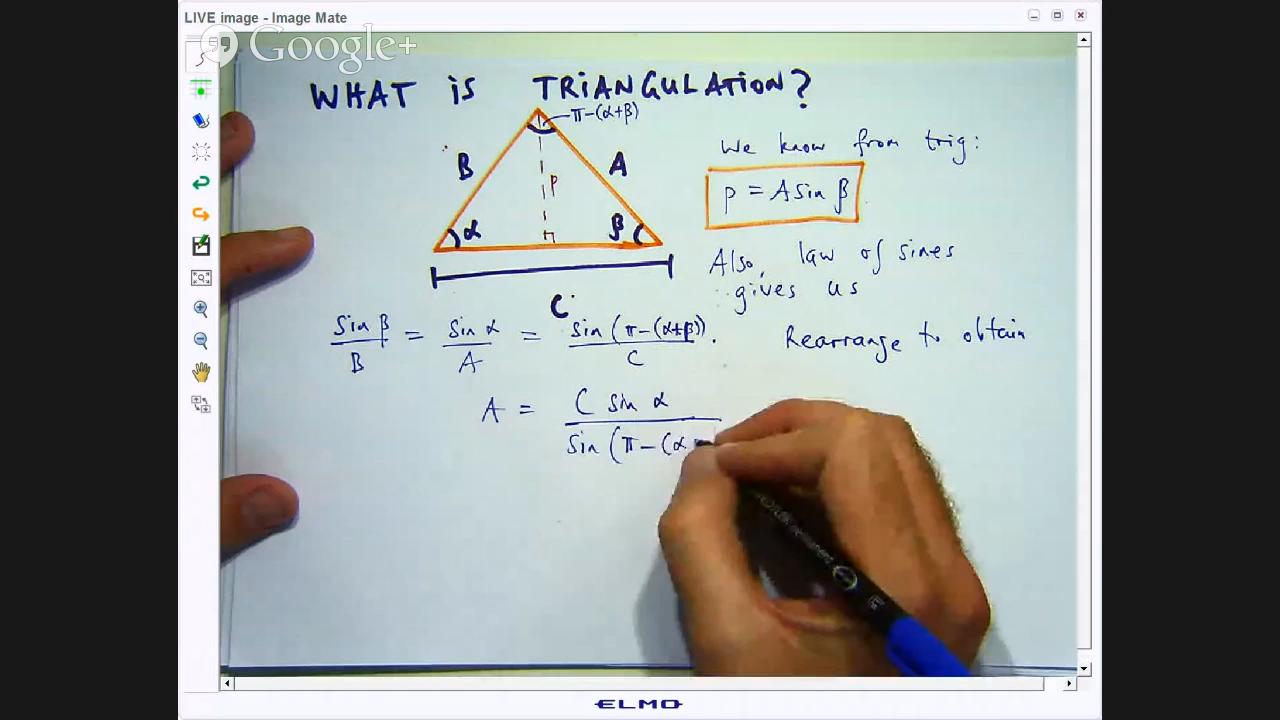 LIVE image - Image Mate
Google+
WHAT is TRIANGULATION?
π-(α+β)
B
A
p
α
β
C
We know from trig:
p = A sin β
Also, law of sines
gives us
sin β / B = sin α / A = sin (π-(α+β)) / C .
Rearrange to obtain
A = C sin α / sin (π-(α
ELMO